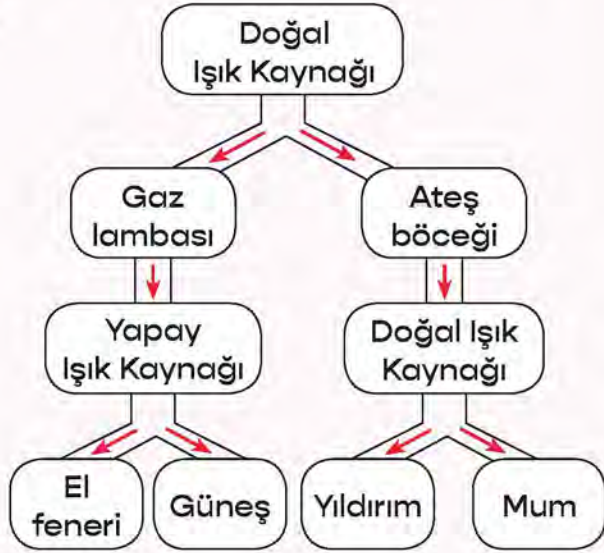 Doğal
Işık Kaynağı
Gaz
lambası
Ateş
böceği
Yapay
Işık Kaynağı
Doğal Işık
Kaynağı
El
feneri
Güneş
Yıldırım
Mum